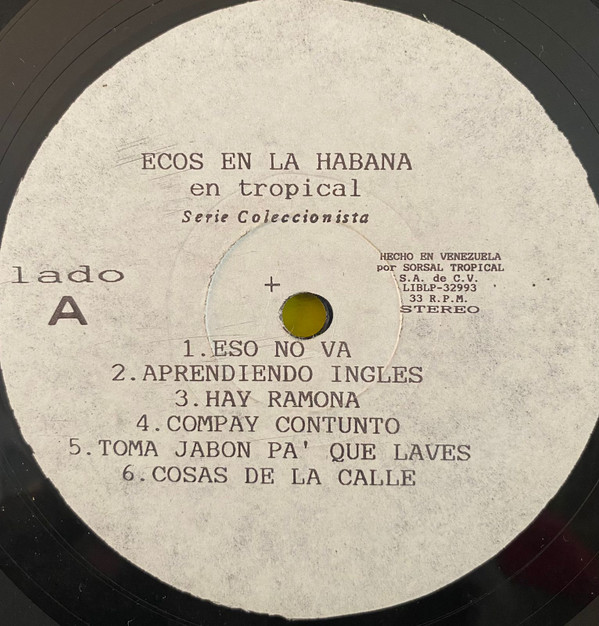 ECOS EN LA HABANA
en tropical
Serie Coleccionista
lado
A
HECHO EN VENEZUELA
por SORSAL TROPICAL
S.A. de C.V.
LIBLP-32993
33 R.P.M.
STEREO
1.ESO NO VA
2.APRENDIENDO INGLES
3.HAY RAMONA
4.COMPAY CONTUNTO
5.TOMA JABON PA' QUE LAVES
6.COSAS DE LA CALLE